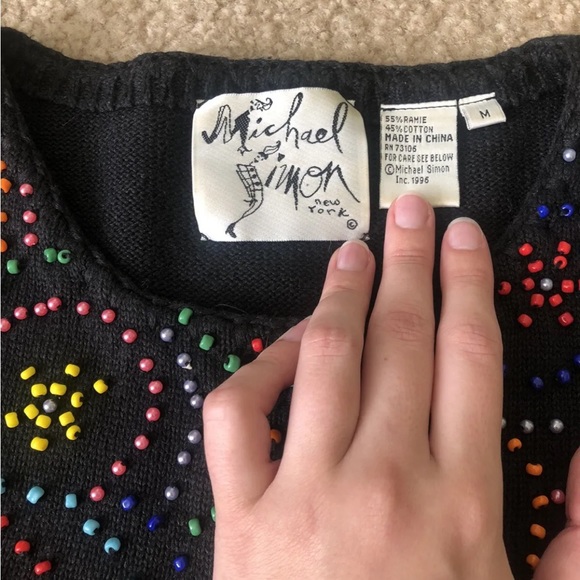 Michael
Simon
new
York ©
55% RAMIE
45% COTTON
MADE IN CHINA
RN 73106
FOR CARE SEE BELOW
©Michael Simon
Inc. 1996
M